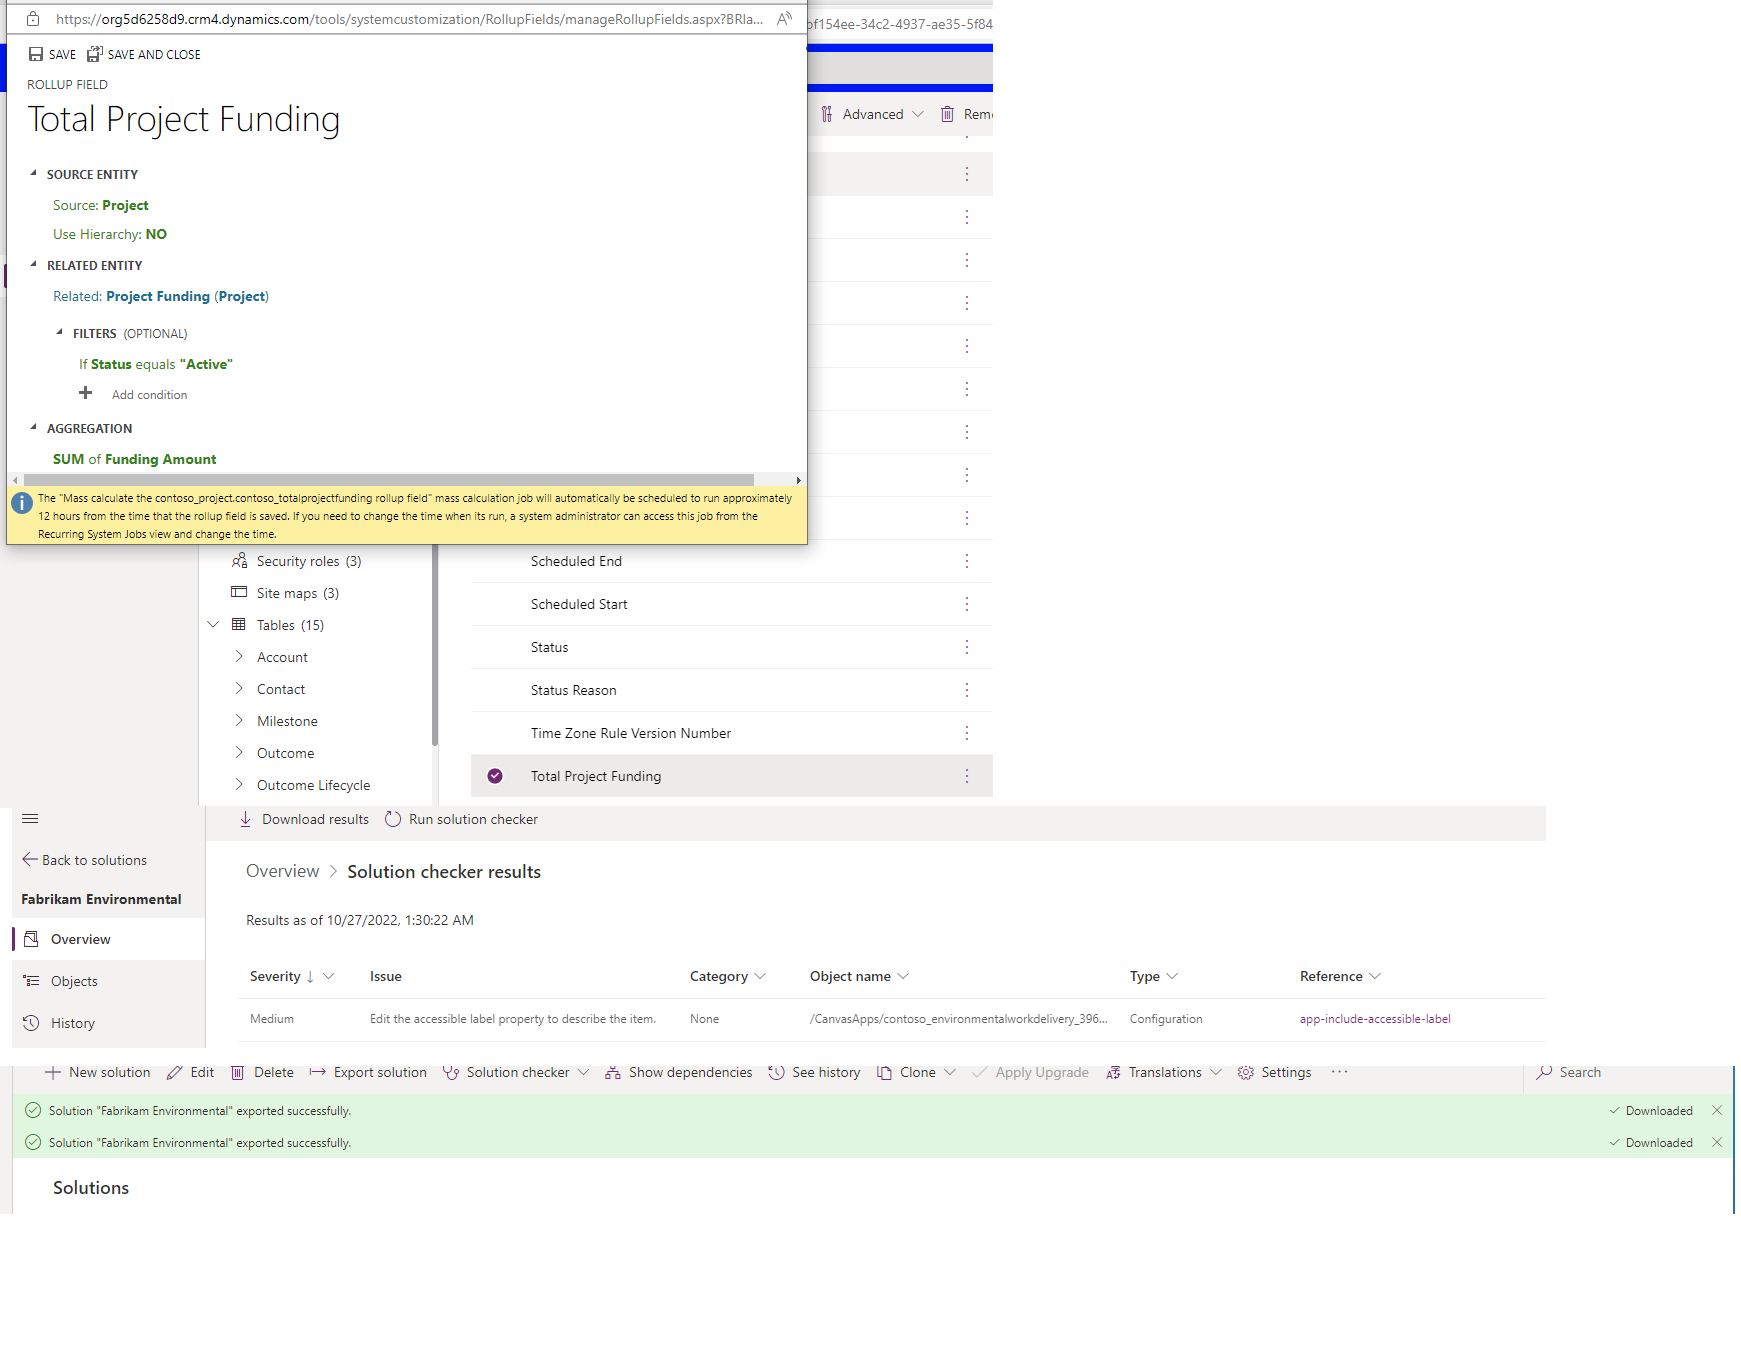 https://org5d6258d9.crm4.dynamics.com/tools/systemcustomization/RollupFields/manageRollupFields.aspx?BRla...
bf154ee-34c2-4937-ae35-5f84
SAVE SAVE AND CLOSE
ROLLUP FIELD
Total Project Funding
Advanced
SOURCE ENTITY
Source: Project
Use Hierarchy: NO
RELATED ENTITY
Related: Project Funding (Project)
FILTERS (OPTIONAL)
If Status equals "Active"
Add condition
AGGREGATION
SUM of Funding Amount
The "Mass calculate the contoso_project.contoso_totalprojectfunding rollup field" mass calculation job will automatically be scheduled to run approximately
12 hours from the time that the rollup field is saved. If you need to change the time when its run, a system administrator can access this job from the
Recurring System Jobs view and change the time.
Security roles (3)
Site maps (3)
Tables (15)
Account
Contact
Milestone
Outcome
Outcome Lifecycle
Scheduled End
Scheduled Start
Status
Status Reason
Time Zone Rule Version Number
Total Project Funding
Download results Run solution checker
Back to solutions
Fabrikam Environmental
Overview
Objects
History
Overview > Solution checker results
Results as of 10/27/2022, 1:30:22 AM
Severity Issue Category Object name Type Reference
Medium Edit the accessible label property to describe the item. None /CanvasApps/contoso_environmentalworkdelivery_396... Configuration app-include-accessible-label
New solution Edit Delete Export solution Solution checker Show dependencies See history Clone Apply Upgrade Translations Settings ... Search
Solution "Fabrikam Environmental" exported successfully. Downloaded
Solution "Fabrikam Environmental" exported successfully. Downloaded
Solutions